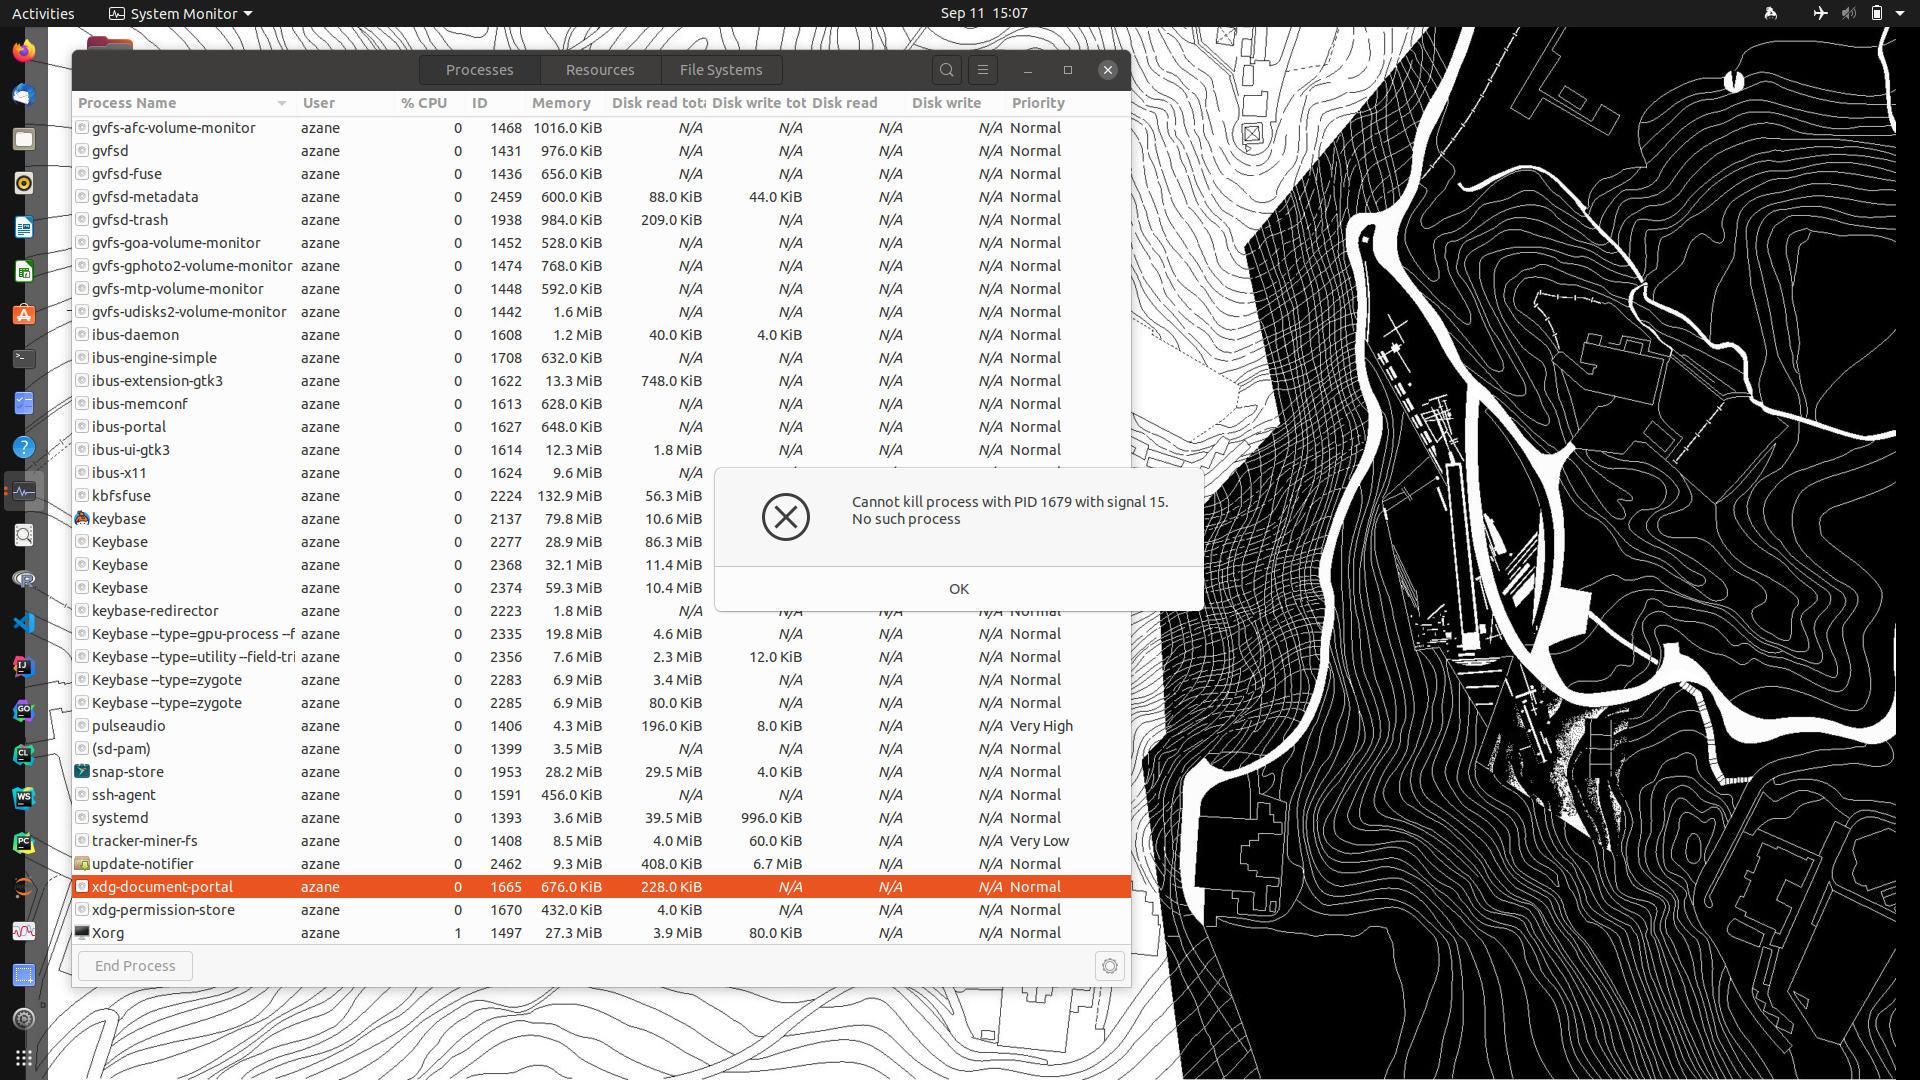 Activities System Monitor Sep 11 15:07
Processes Resources File Systems
Process Name User % CPU ID Memory Disk read tota Disk write tot Disk read Disk write Priority
gvfs-afc-volume-monitor azane 0 1468 1016.0 KiB N/A N/A N/A N/A Normal
gvfsd azane 0 1431 976.0 KiB N/A N/A N/A N/A Normal
gvfsd-fuse azane 0 1436 656.0 KiB N/A N/A N/A N/A Normal
gvfsd-metadata azane 0 2459 600.0 KiB 88.0 KiB 44.0 KiB N/A N/A Normal
gvfsd-trash azane 0 1938 984.0 KiB 209.0 KiB N/A N/A N/A Normal
gvfs-goa-volume-monitor azane 0 1452 528.0 KiB N/A N/A N/A N/A Normal
gvfs-gphoto2-volume-monitor azane 0 1474 768.0 KiB N/A N/A N/A N/A Normal
gvfs-mtp-volume-monitor azane 0 1448 592.0 KiB N/A N/A N/A N/A Normal
gvfs-udisks2-volume-monitor azane 0 1442 1.6 MiB N/A N/A N/A N/A Normal
ibus-daemon azane 0 1608 1.2 MiB 40.0 KiB 4.0 KiB N/A N/A Normal
ibus-engine-simple azane 0 1708 632.0 KiB N/A N/A N/A N/A Normal
ibus-extension-gtk3 azane 0 1622 13.3 MiB 748.0 KiB N/A N/A N/A Normal
ibus-memconf azane 0 1613 628.0 KiB N/A N/A N/A N/A Normal
ibus-portal azane 0 1627 648.0 KiB N/A N/A N/A N/A Normal
ibus-ui-gtk3 azane 0 1614 12.3 MiB 1.8 MiB N/A N/A N/A Normal
ibus-x11 azane 0 1624 9.6 MiB N/A
kbfsfuse azane 0 2224 132.9 MiB 56.3 MiB
keybase azane 0 2137 79.8 MiB 10.6 MiB
Keybase azane 0 2277 28.9 MiB 86.3 MiB
Keybase azane 0 2368 32.1 MiB 11.4 MiB
Keybase azane 0 2374 59.3 MiB 10.4 MiB
Cannot kill process with PID 1679 with signal 15.
No such process
OK
keybase-redirector azane 0 2223 1.8 MiB N/A N/A N/A N/A Normal
Keybase --type=gpu-process --f azane 0 2335 19.8 MiB 4.6 MiB N/A N/A N/A Normal
Keybase --type=utility --field-tri azane 0 2356 7.6 MiB 2.3 MiB 12.0 KiB N/A N/A Normal
Keybase --type=zygote azane 0 2283 6.9 MiB 3.4 MiB N/A N/A N/A Normal
Keybase --type=zygote azane 0 2285 6.9 MiB 80.0 KiB N/A N/A N/A Normal
pulseaudio azane 0 1406 4.3 MiB 196.0 KiB 8.0 KiB N/A N/A Very High
(sd-pam) azane 0 1399 3.5 MiB N/A N/A N/A N/A Normal
snap-store azane 0 1953 28.2 MiB 29.5 MiB 4.0 KiB N/A N/A Normal
ssh-agent azane 0 1591 456.0 KiB N/A N/A N/A N/A Normal
systemd azane 0 1393 3.6 MiB 39.5 MiB 996.0 KiB N/A N/A Normal
tracker-miner-fs azane 0 1408 8.5 MiB 4.0 MiB 60.0 KiB N/A N/A Very Low
update-notifier azane 0 2462 9.3 MiB 408.0 KiB 6.7 MiB N/A N/A Normal
xdg-document-portal azane 0 1665 676.0 KiB 228.0 KiB N/A N/A N/A Normal
xdg-permission-store azane 0 1670 432.0 KiB 4.0 KiB N/A N/A N/A Normal
Xorg azane 1 1497 27.3 MiB 3.9 MiB 80.0 KiB N/A N/A Normal
End Process